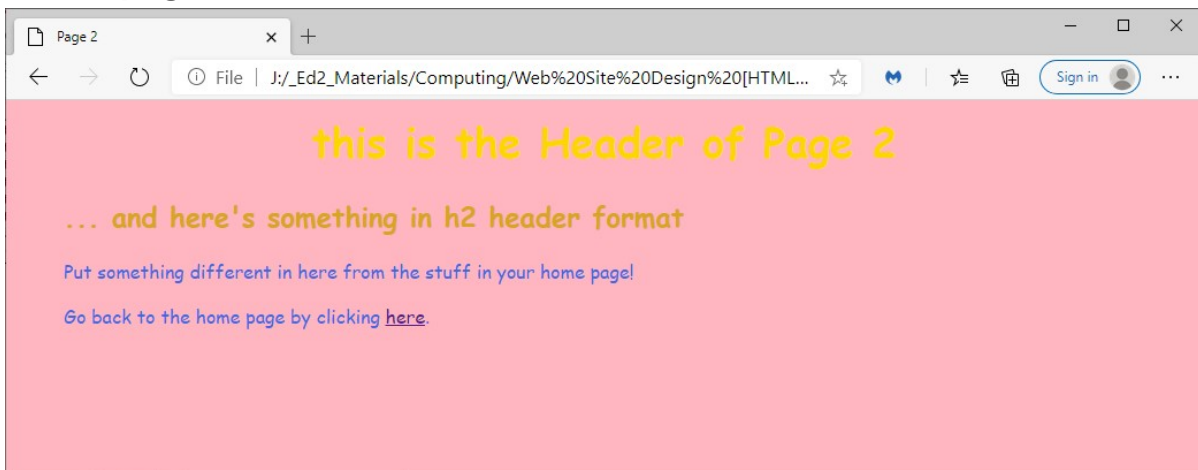 Page 2
File
J:/_Ed2_Materials/Computing/Web%20Site%20Design%20[HTML...
Sign in
this is the Header of Page 2
... and here's something in h2 header format
Put something different in here from the stuff in your home page!
Go back to the home page by clicking here.